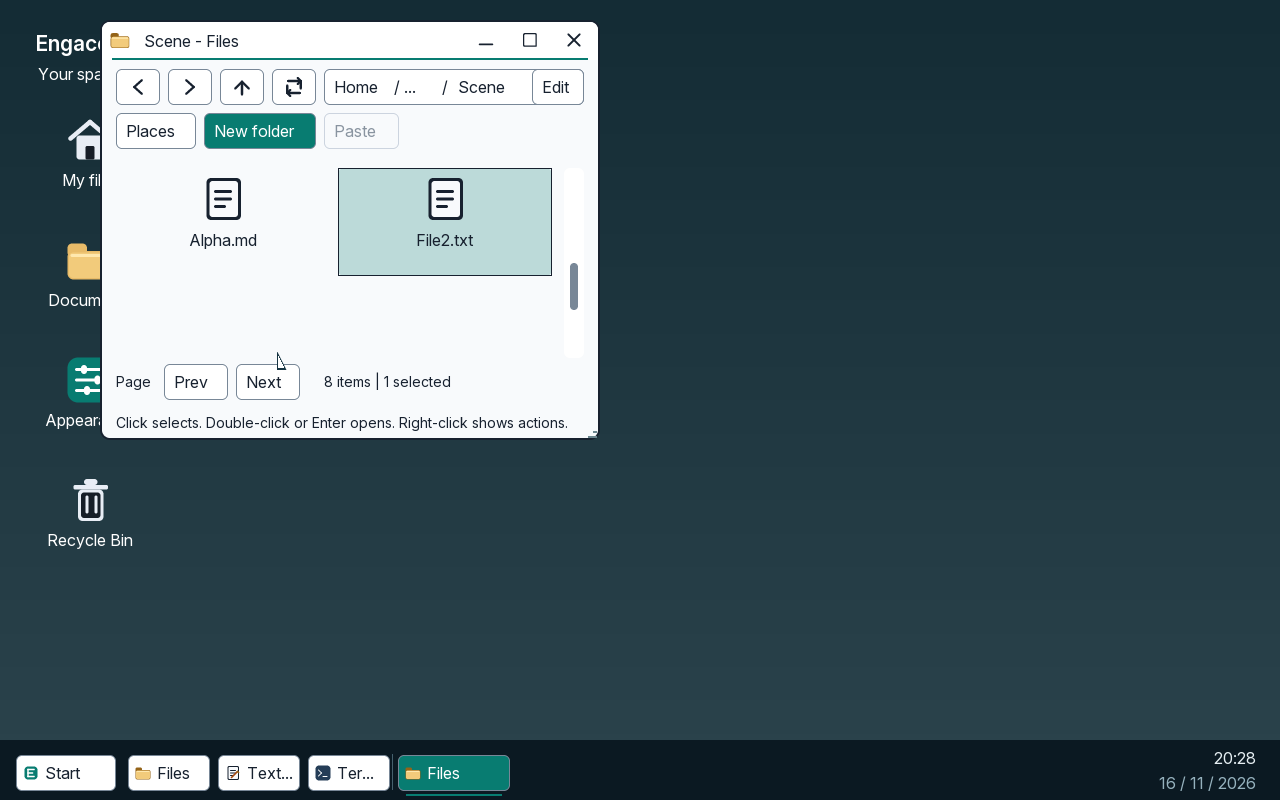 Engac
Your spa
My fil
Docum
Appeara
Recycle Bin
Scene - Files
Home / ... / Scene
Edit
Places
New folder
Paste
Alpha.md
File2.txt
Page
Prev
Next
8 items | 1 selected
Click selects. Double-click or Enter opens. Right-click shows actions.
Start
Files
Text...
Ter...
Files
20:28
16 / 11 / 2026